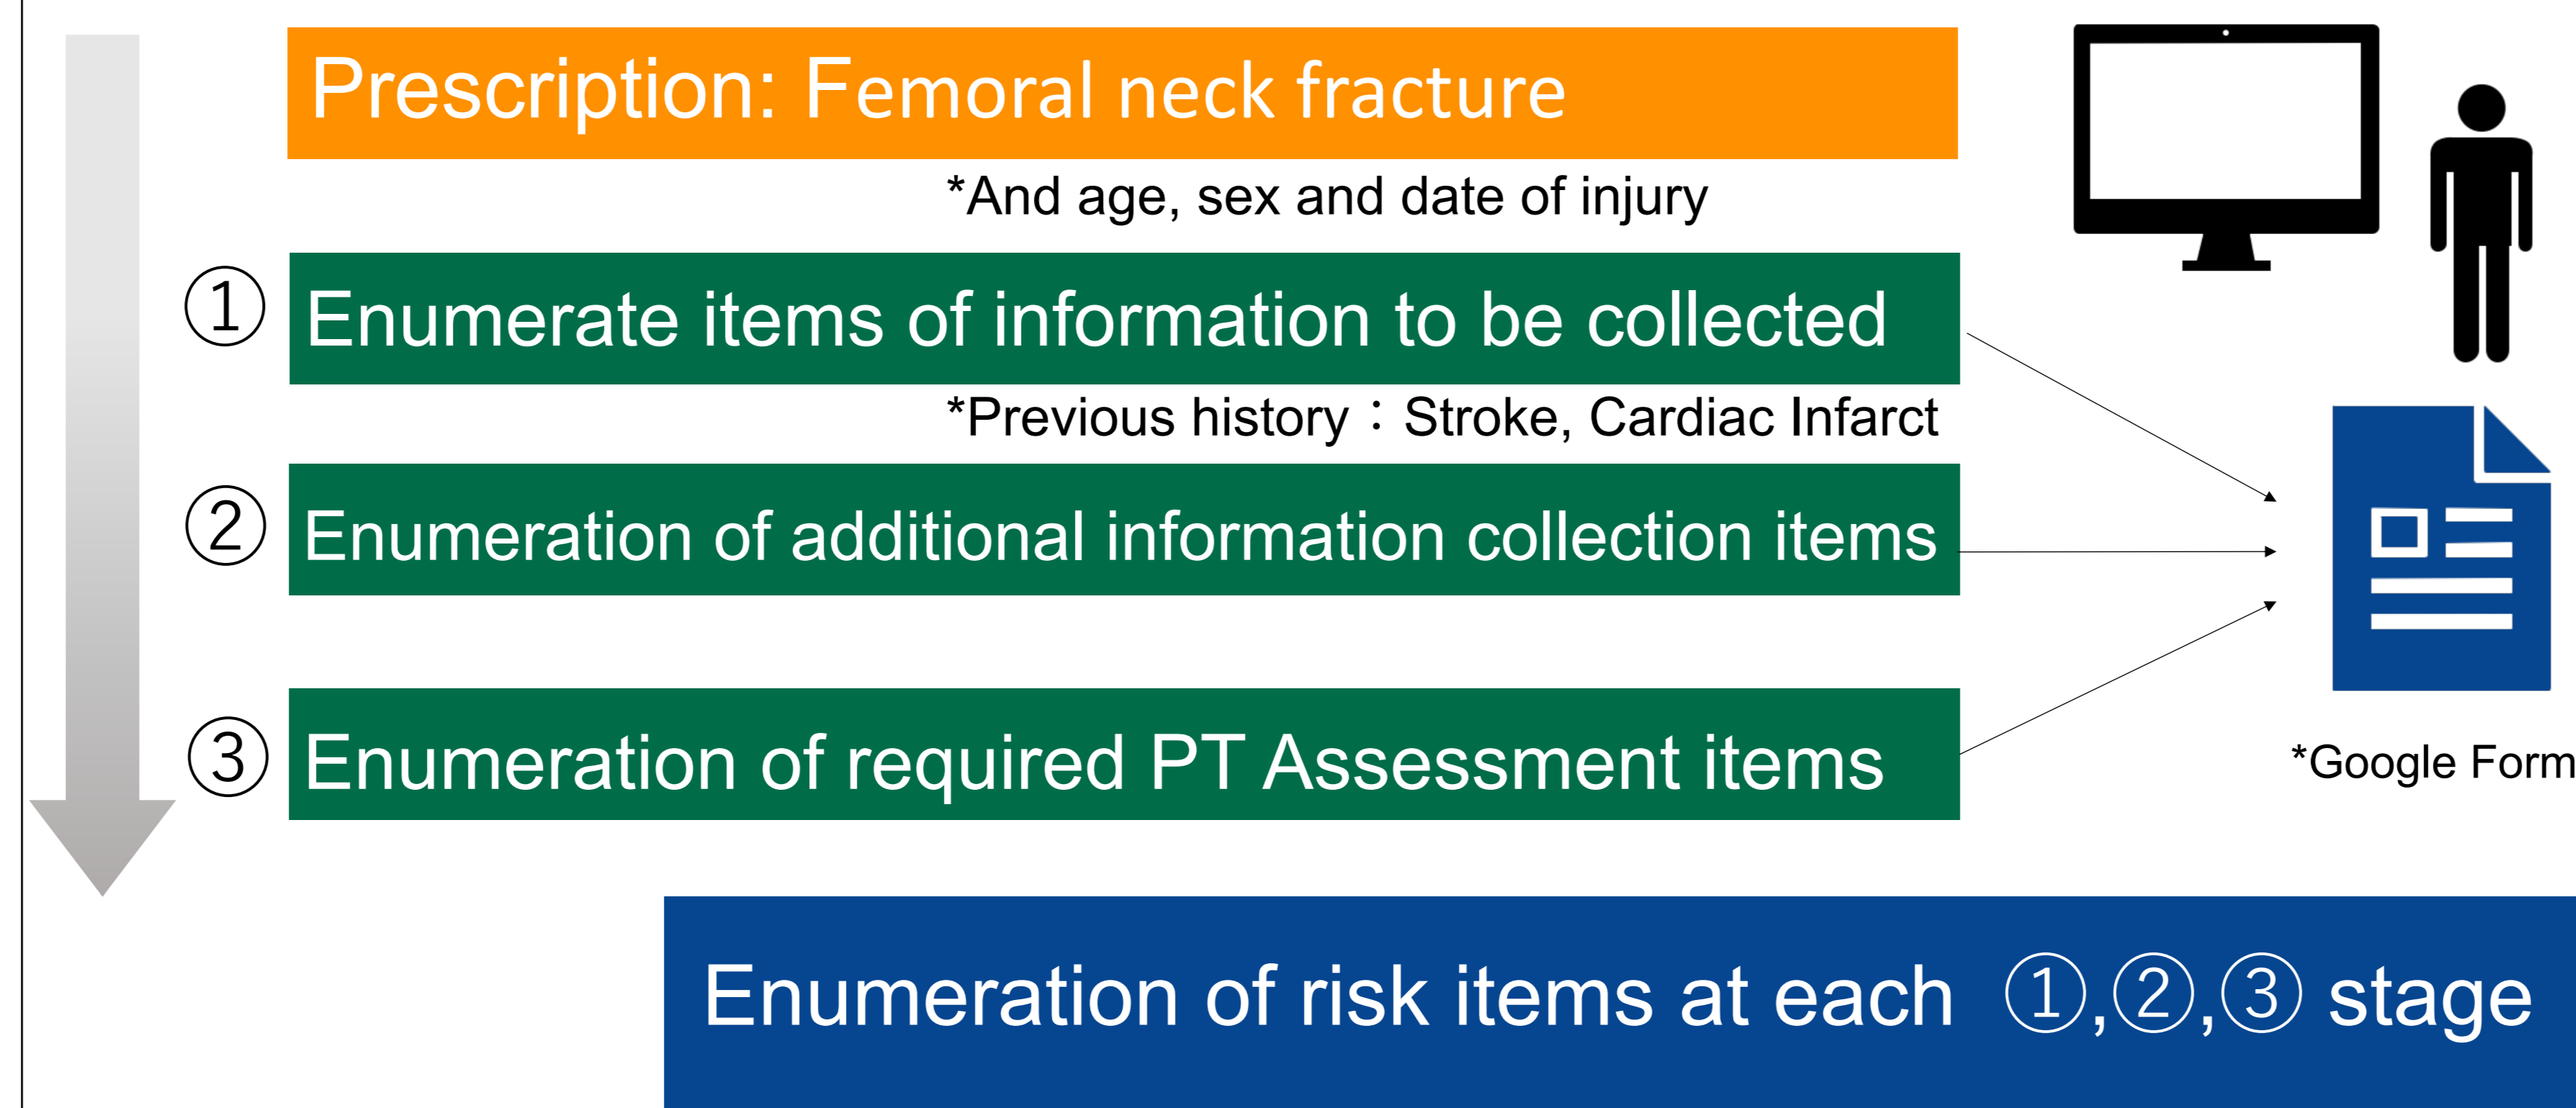 Prescription: Femoral neck fracture
*And age, sex and date of injury
① Enumerate items of information to be collected
*Previous history：Stroke, Cardiac Infarct
② Enumeration of additional information collection items
③ Enumeration of required PT Assessment items
*Google Form
Enumeration of risk items at each ①,②,③ stage